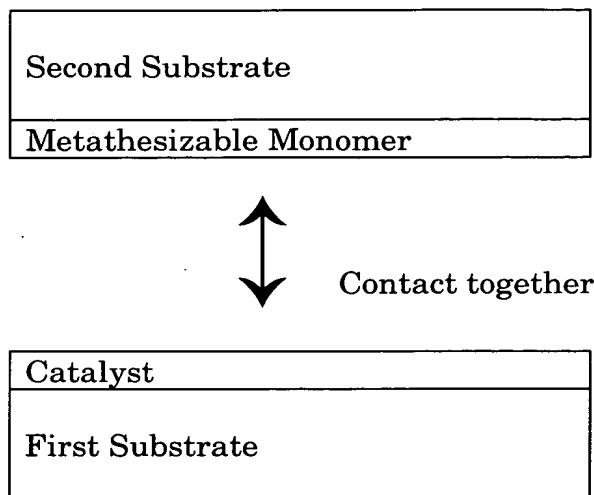 Second Substrate
Metathesizable Monomer
Contact together
Catalyst
First Substrate